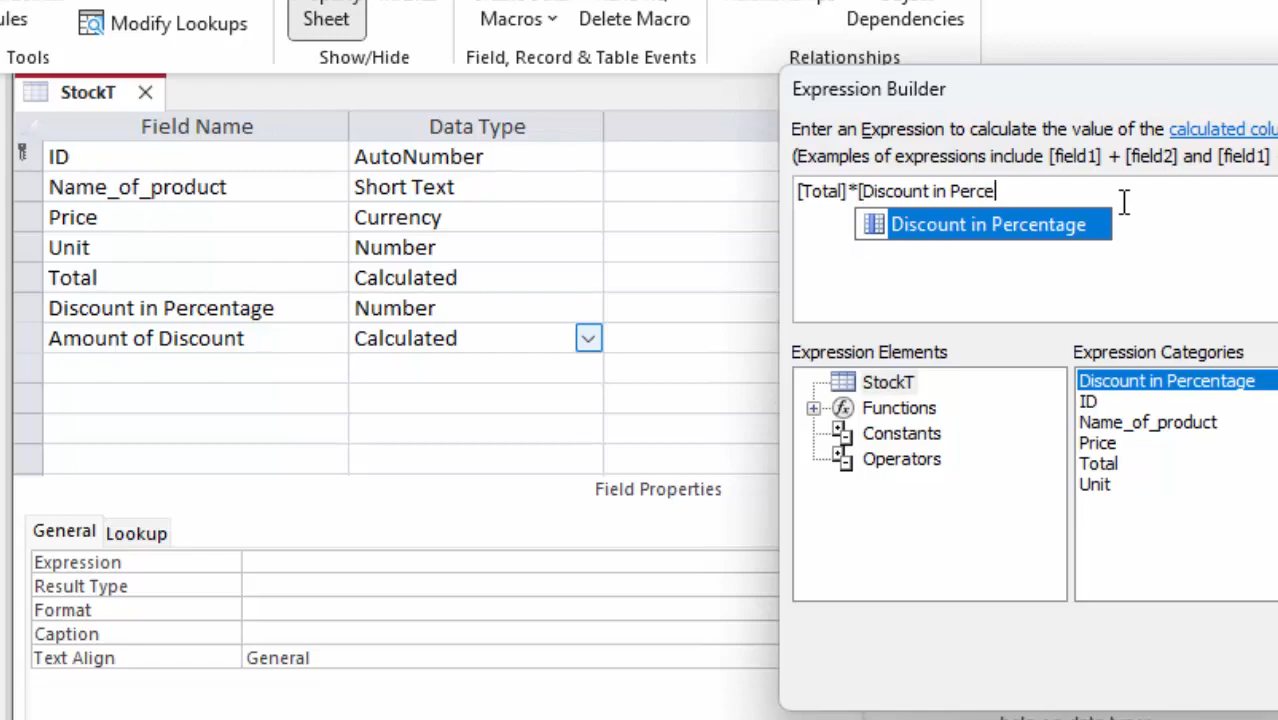 ules
Modify Lookups
Sheet
Macros
Delete Macro
Dependencies
Tools
Show/Hide
Field, Record & Table Events
Relationships
StockT
Field Name Data Type
ID AutoNumber
Name_of_product Short Text
Price Currency
Unit Number
Total Calculated
Discount in Percentage Number
Amount of Discount Calculated
Field Properties
General Lookup
Expression
Result Type
Format
Caption
Text Align General
Expression Builder
Enter an Expression to calculate the value of the calculated colu
(Examples of expressions include [field1] + [field2] and [field1]
[Total]*[Discount in Perce
Discount in Percentage
Expression Elements
StockT
Functions
Constants
Operators
Expression Categories
Discount in Percentage
ID
Name_of_product
Price
Total
Unit